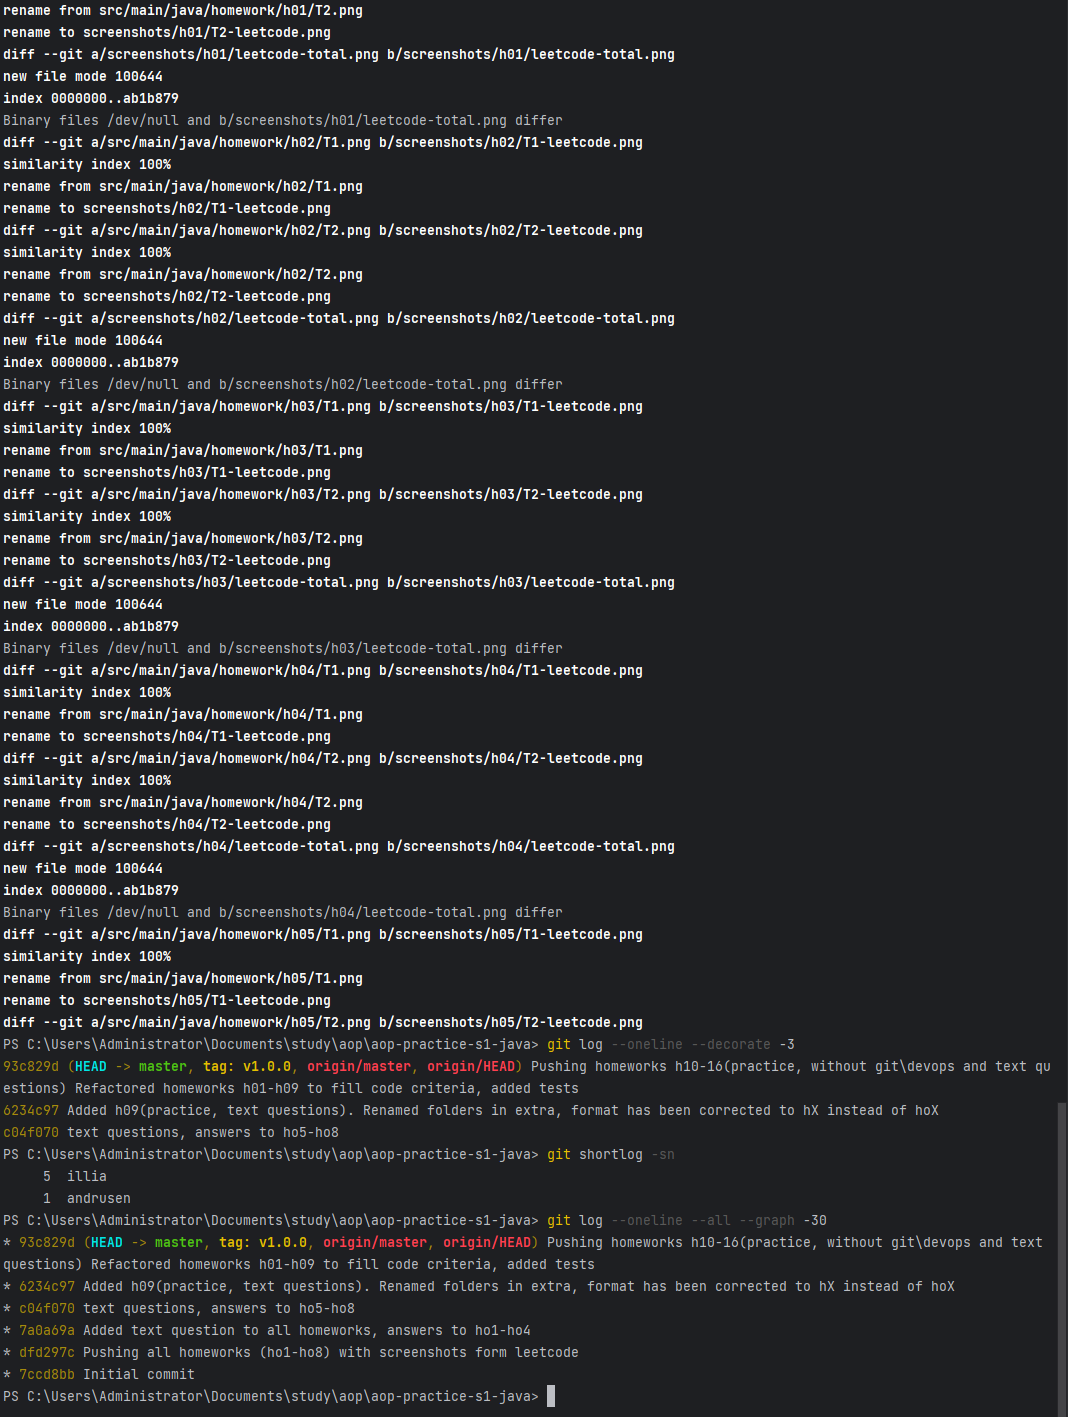 rename from src/main/java/homework/h01/T2.png
rename to screenshots/h01/T2-leetcode.png
diff --git a/screenshots/h01/leetcode-total.png b/screenshots/h01/leetcode-total.png
new file mode 100644
index 0000000..ab1b879
Binary files /dev/null and b/screenshots/h01/leetcode-total.png differ
diff --git a/src/main/java/homework/h02/T1.png b/screenshots/h02/T1-leetcode.png
similarity index 100%
rename from src/main/java/homework/h02/T1.png
rename to screenshots/h02/T1-leetcode.png
diff --git a/src/main/java/homework/h02/T2.png b/screenshots/h02/T2-leetcode.png
similarity index 100%
rename from src/main/java/homework/h02/T2.png
rename to screenshots/h02/T2-leetcode.png
diff --git a/screenshots/h02/leetcode-total.png b/screenshots/h02/leetcode-total.png
new file mode 100644
index 0000000..ab1b879
Binary files /dev/null and b/screenshots/h02/leetcode-total.png differ
diff --git a/src/main/java/homework/h03/T1.png b/screenshots/h03/T1-leetcode.png
similarity index 100%
rename from src/main/java/homework/h03/T1.png
rename to screenshots/h03/T1-leetcode.png
diff --git a/src/main/java/homework/h03/T2.png b/screenshots/h03/T2-leetcode.png
similarity index 100%
rename from src/main/java/homework/h03/T2.png
rename to screenshots/h03/T2-leetcode.png
diff --git a/screenshots/h03/leetcode-total.png b/screenshots/h03/leetcode-total.png
new file mode 100644
index 0000000..ab1b879
Binary files /dev/null and b/screenshots/h03/leetcode-total.png differ
diff --git a/src/main/java/homework/h04/T1.png b/screenshots/h04/T1-leetcode.png
similarity index 100%
rename from src/main/java/homework/h04/T1.png
rename to screenshots/h04/T1-leetcode.png
diff --git a/src/main/java/homework/h04/T2.png b/screenshots/h04/T2-leetcode.png
similarity index 100%
rename from src/main/java/homework/h04/T2.png
rename to screenshots/h04/T2-leetcode.png
diff --git a/screenshots/h04/leetcode-total.png b/screenshots/h04/leetcode-total.png
new file mode 100644
index 0000000..ab1b879
Binary files /dev/null and b/screenshots/h04/leetcode-total.png differ
diff --git a/src/main/java/homework/h05/T1.png b/screenshots/h05/T1-leetcode.png
similarity index 100%
rename from src/main/java/homework/h05/T1.png
rename to screenshots/h05/T1-leetcode.png
diff --git a/src/main/java/homework/h05/T2.png b/screenshots/h05/T2-leetcode.png
PS C:\Users\Administrator\Documents\study\aop\aop-practice-s1-java> git log --oneline --decorate -3
93c829d (HEAD -> master, tag: v1.0.0, origin/master, origin/HEAD) Pushing homeworks h10-16(practice, without git\devops and text qu
estions) Refactored homeworks h01-h09 to fill code criteria, added tests
6234c97 Added h09(practice, text questions). Renamed folders in extra, format has been corrected to hX instead of hoX
c04f070 text questions, answers to ho5-ho8
PS C:\Users\Administrator\Documents\study\aop\aop-practice-s1-java> git shortlog -sn
     5  illia
     1  andrusen
PS C:\Users\Administrator\Documents\study\aop\aop-practice-s1-java> git log --oneline --all --graph -30
* 93c829d (HEAD -> master, tag: v1.0.0, origin/master, origin/HEAD) Pushing homeworks h10-16(practice, without git\devops and text
questions) Refactored homeworks h01-h09 to fill code criteria, added tests
* 6234c97 Added h09(practice, text questions). Renamed folders in extra, format has been corrected to hX instead of hoX
* c04f070 text questions, answers to ho5-ho8
* 7a0a69a Added text question to all homeworks, answers to ho1-ho4
* dfd297c Pushing all homeworks (ho1-ho8) with screenshots form leetcode
* 7ccd8bb Initial commit
PS C:\Users\Administrator\Documents\study\aop\aop-practice-s1-java>